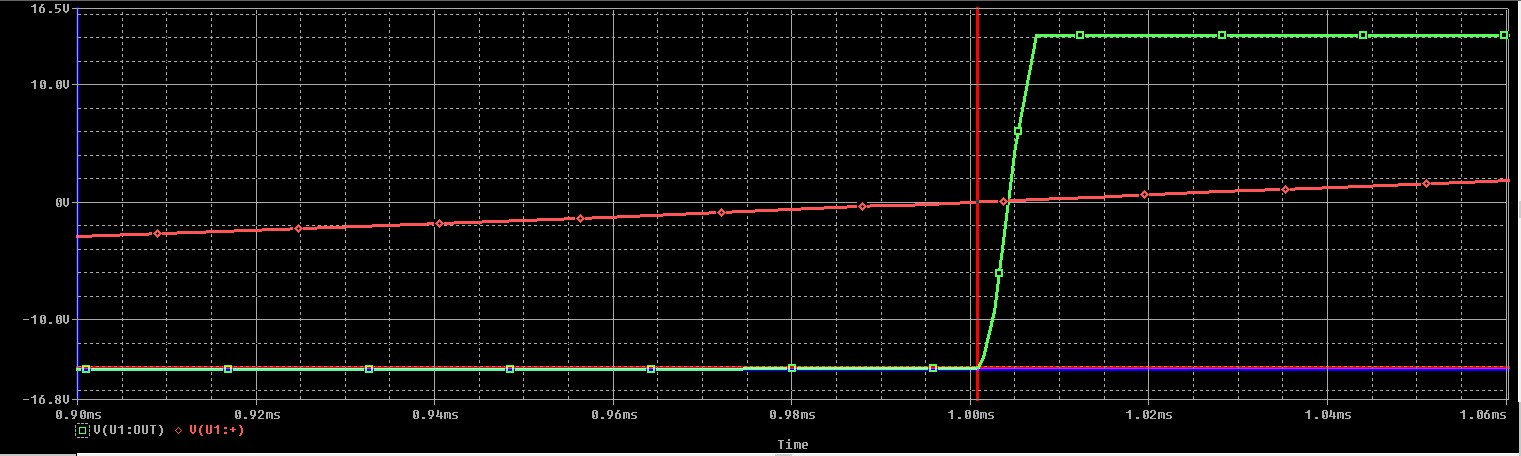 16.5V
10.0V
0V
-10.0V
-16.8V
0.90ms 0.92ms 0.94ms 0.96ms 0.98ms 1.00ms 1.02ms 1.04ms 1.06ms
V(U1:OUT) V(U1:+)
Time